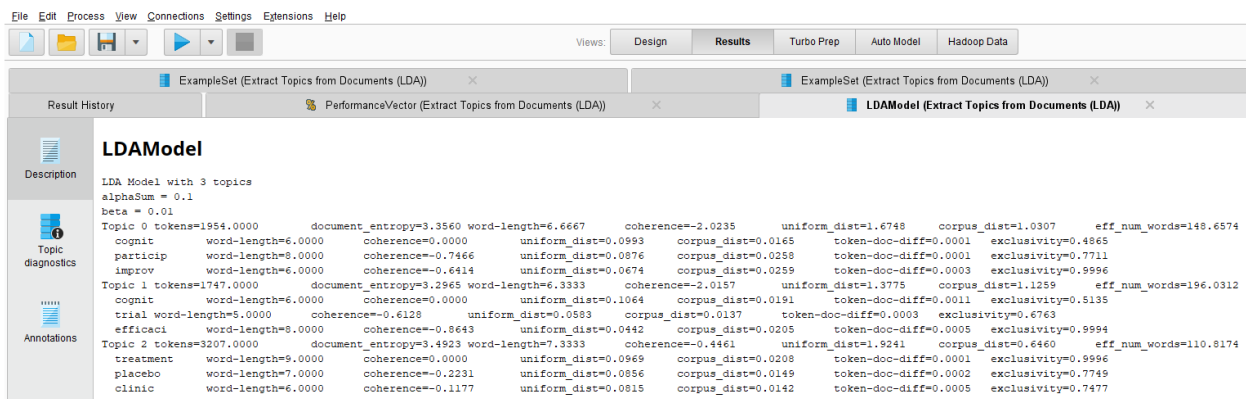 File Edit Process View Connections Settings Extensions Help
Views: Design Results Turbo Prep Auto Model Hadoop Data
ExampleSet (Extract Topics from Documents (LDA)) ExampleSet (Extract Topics from Documents (LDA))
Result History PerformanceVector (Extract Topics from Documents (LDA)) LDAModel (Extract Topics from Documents (LDA))
Description
Topic diagnostics
Annotations
LDAModel
LDA Model with 3 topics
alphaSum = 0.1
beta = 0.01
Topic 0 tokens=1954.0000 document_entropy=3.3560 word-length=6.6667 coherence=-2.0235 uniform_dist=1.6748 corpus_dist=1.0307 eff_num_words=148.6574
cognit word-length=6.0000 coherence=0.0000 uniform_dist=0.0993 corpus_dist=0.0165 token-doc-diff=0.0001 exclusivity=0.4865
particip word-length=8.0000 coherence=-0.7466 uniform_dist=0.0876 corpus_dist=0.0258 token-doc-diff=0.0001 exclusivity=0.7711
improv word-length=6.0000 coherence=-0.6414 uniform_dist=0.0674 corpus_dist=0.0259 token-doc-diff=0.0003 exclusivity=0.9996
Topic 1 tokens=1747.0000 document_entropy=3.2965 word-length=6.3333 coherence=-2.0157 uniform_dist=1.3775 corpus_dist=1.1259 eff_num_words=196.0312
cognit word-length=6.0000 coherence=0.0000 uniform_dist=0.1064 corpus_dist=0.0191 token-doc-diff=0.0011 exclusivity=0.5135
trial word-length=5.0000 coherence=-0.6128 uniform_dist=0.0583 corpus_dist=0.0137 token-doc-diff=0.0003 exclusivity=0.6763
efficaci word-length=8.0000 coherence=-0.8643 uniform_dist=0.0442 corpus_dist=0.0205 token-doc-diff=0.0005 exclusivity=0.9994
Topic 2 tokens=3207.0000 document_entropy=3.4923 word-length=7.3333 coherence=-0.4461 uniform_dist=1.9241 corpus_dist=0.6460 eff_num_words=110.8174
treatment word-length=9.0000 coherence=0.0000 uniform_dist=0.0969 corpus_dist=0.0208 token-doc-diff=0.0001 exclusivity=0.9996
placebo word-length=7.0000 coherence=-0.2231 uniform_dist=0.0856 corpus_dist=0.0149 token-doc-diff=0.0002 exclusivity=0.7749
clinic word-length=6.0000 coherence=-0.1177 uniform_dist=0.0815 corpus_dist=0.0142 token-doc-diff=0.0005 exclusivity=0.7477